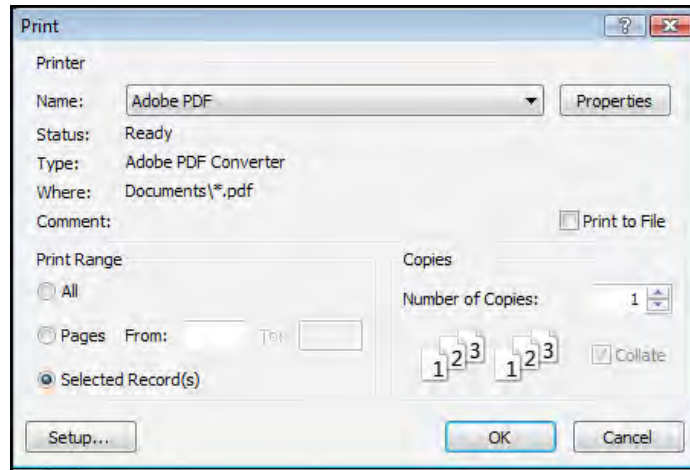 Print
Printer
Name: Adobe PDF Properties
Status: Ready
Type: Adobe PDF Converter
Where: Documents\*.pdf
Comment: Print to File
Print Range Copies
All
Number of Copies: 1
Pages From: To:
1 2 3 1 2 3 Collate
Selected Record(s)
Setup... OK Cancel